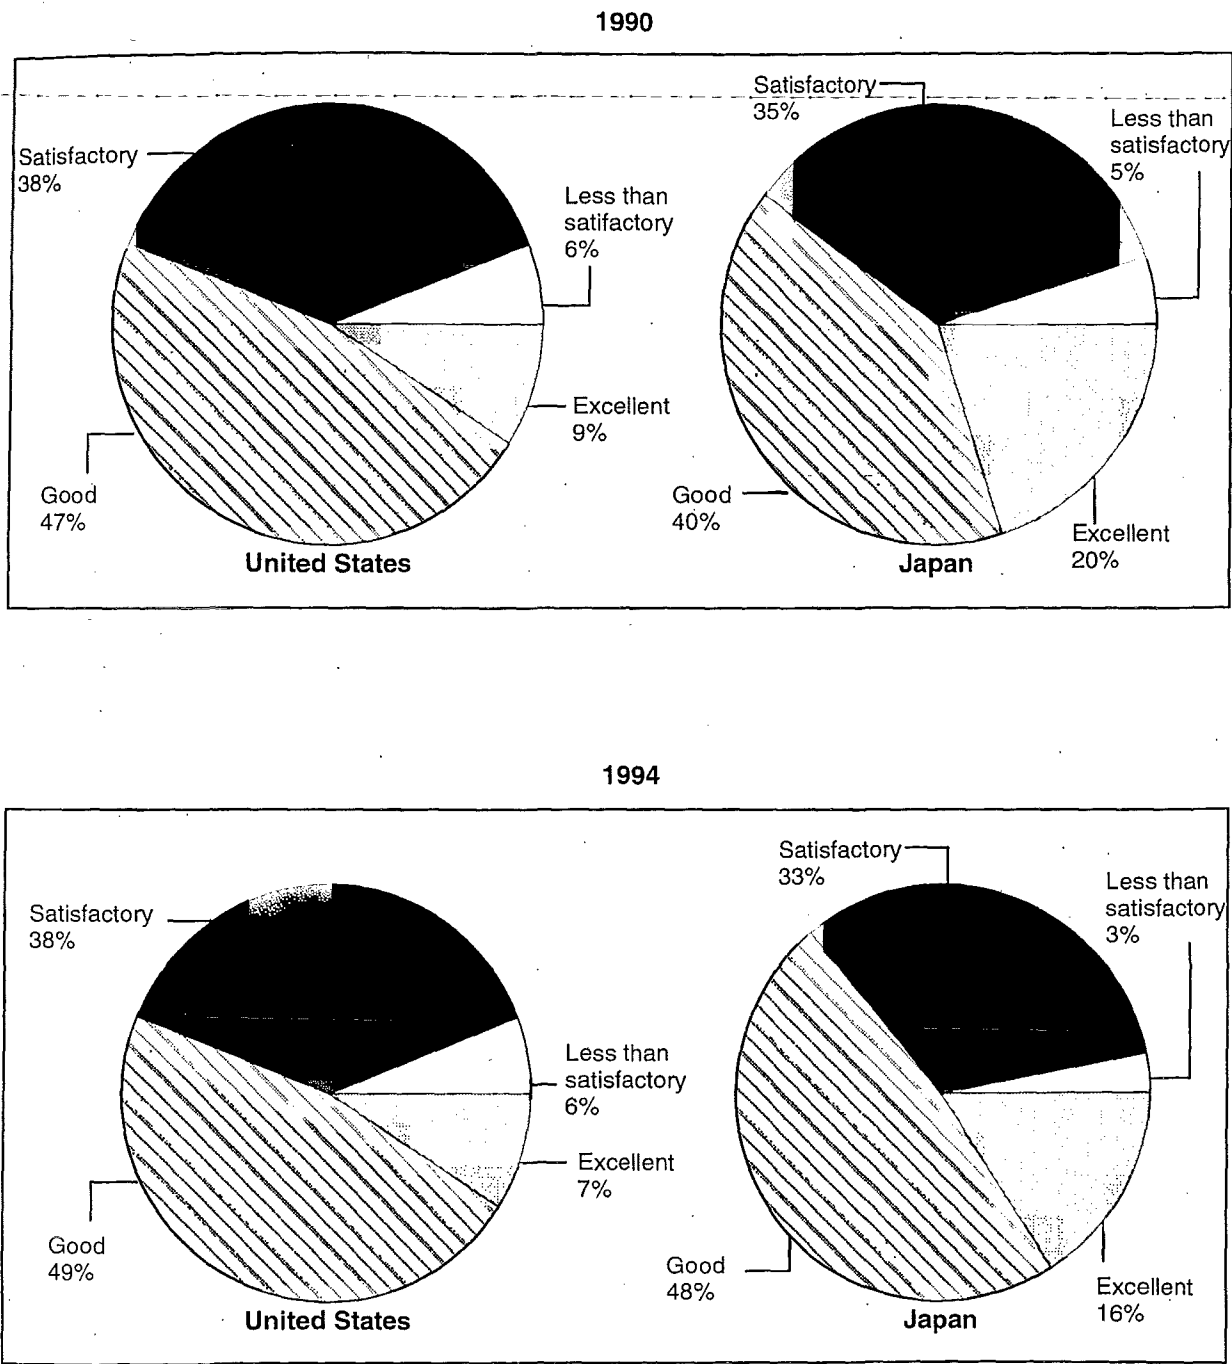 1990
Satisfactory
38%
Less than
satifactory
6%
Excellent
9%
Good
47%
United States
Satisfactory
35%
Less than
satisfactory
5%
Good
40%
Excellent
20%
Japan
1994
Satisfactory
38%
Less than
satisfactory
6%
Excellent
7%
Good
49%
United States
Satisfactory
33%
Less than
satisfactory
3%
Good
48%
Excellent
16%
Japan